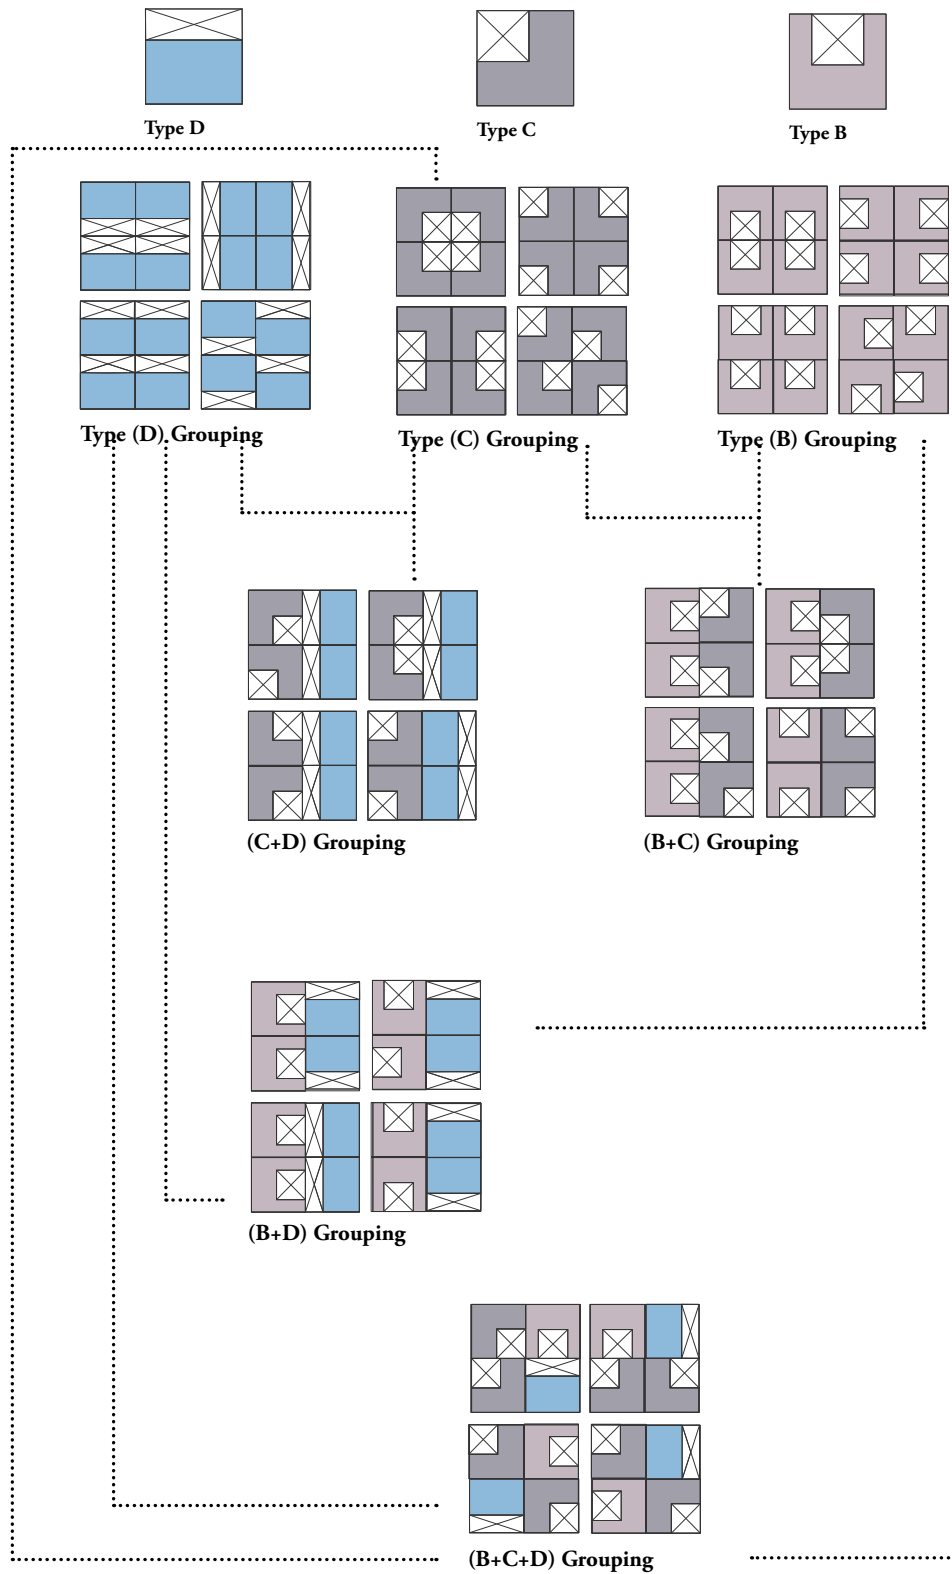 Type D
Type C
Type B
Type (D) Grouping
Type (C) Grouping
Type (B) Grouping
(C+D) Grouping
(B+C) Grouping
(B+D) Grouping
(B+C+D) Grouping